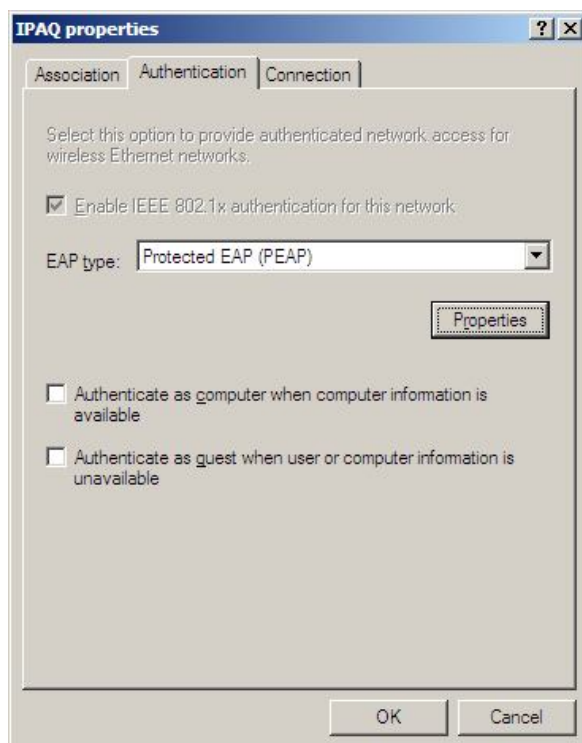 IPAQ properties
Association Authentication Connection
Select this option to provide authenticated network access for
wireless Ethernet networks.
Enable IEEE 802.1x authentication for this network
EAP type: Protected EAP (PEAP)
Properties
Authenticate as computer when computer information is
available
Authenticate as guest when user or computer information is
unavailable
OK Cancel